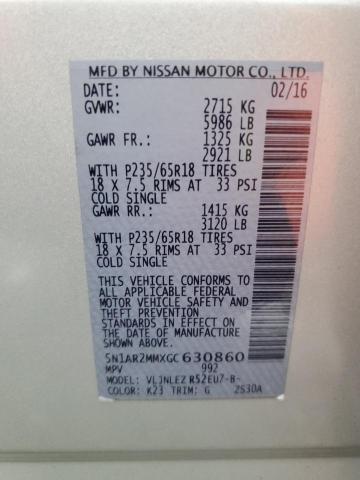 MFD BY NISSAN MOTOR CO., LTD.
DATE: 02/16
GVWR: 2715 KG
5986 LB
GAWR FR.: 1325 KG
2921 LB
WITH P235/65R18 TIRES
18 X 7.5 RIMS AT 33 PSI
COLD SINGLE
GAWR RR.: 1415 KG
3120 LB
WITH P235/65R18 TIRES
18 X 7.5 RIMS AT 33 PSI
COLD SINGLE
THIS VEHICLE CONFORMS TO
ALL APPLICABLE FEDERAL
MOTOR VEHICLE SAFETY, BUMPER,
AND THEFT PREVENTION
STANDARDS IN EFFECT ON THE
DATE OF MANUFACTURE
SHOWN ABOVE.
5N1AR2MMXGC630860
MPV 992
MODEL: VLJNLEZ R52EU7-B-
COLOR: K23 TRIM: G 2S30A